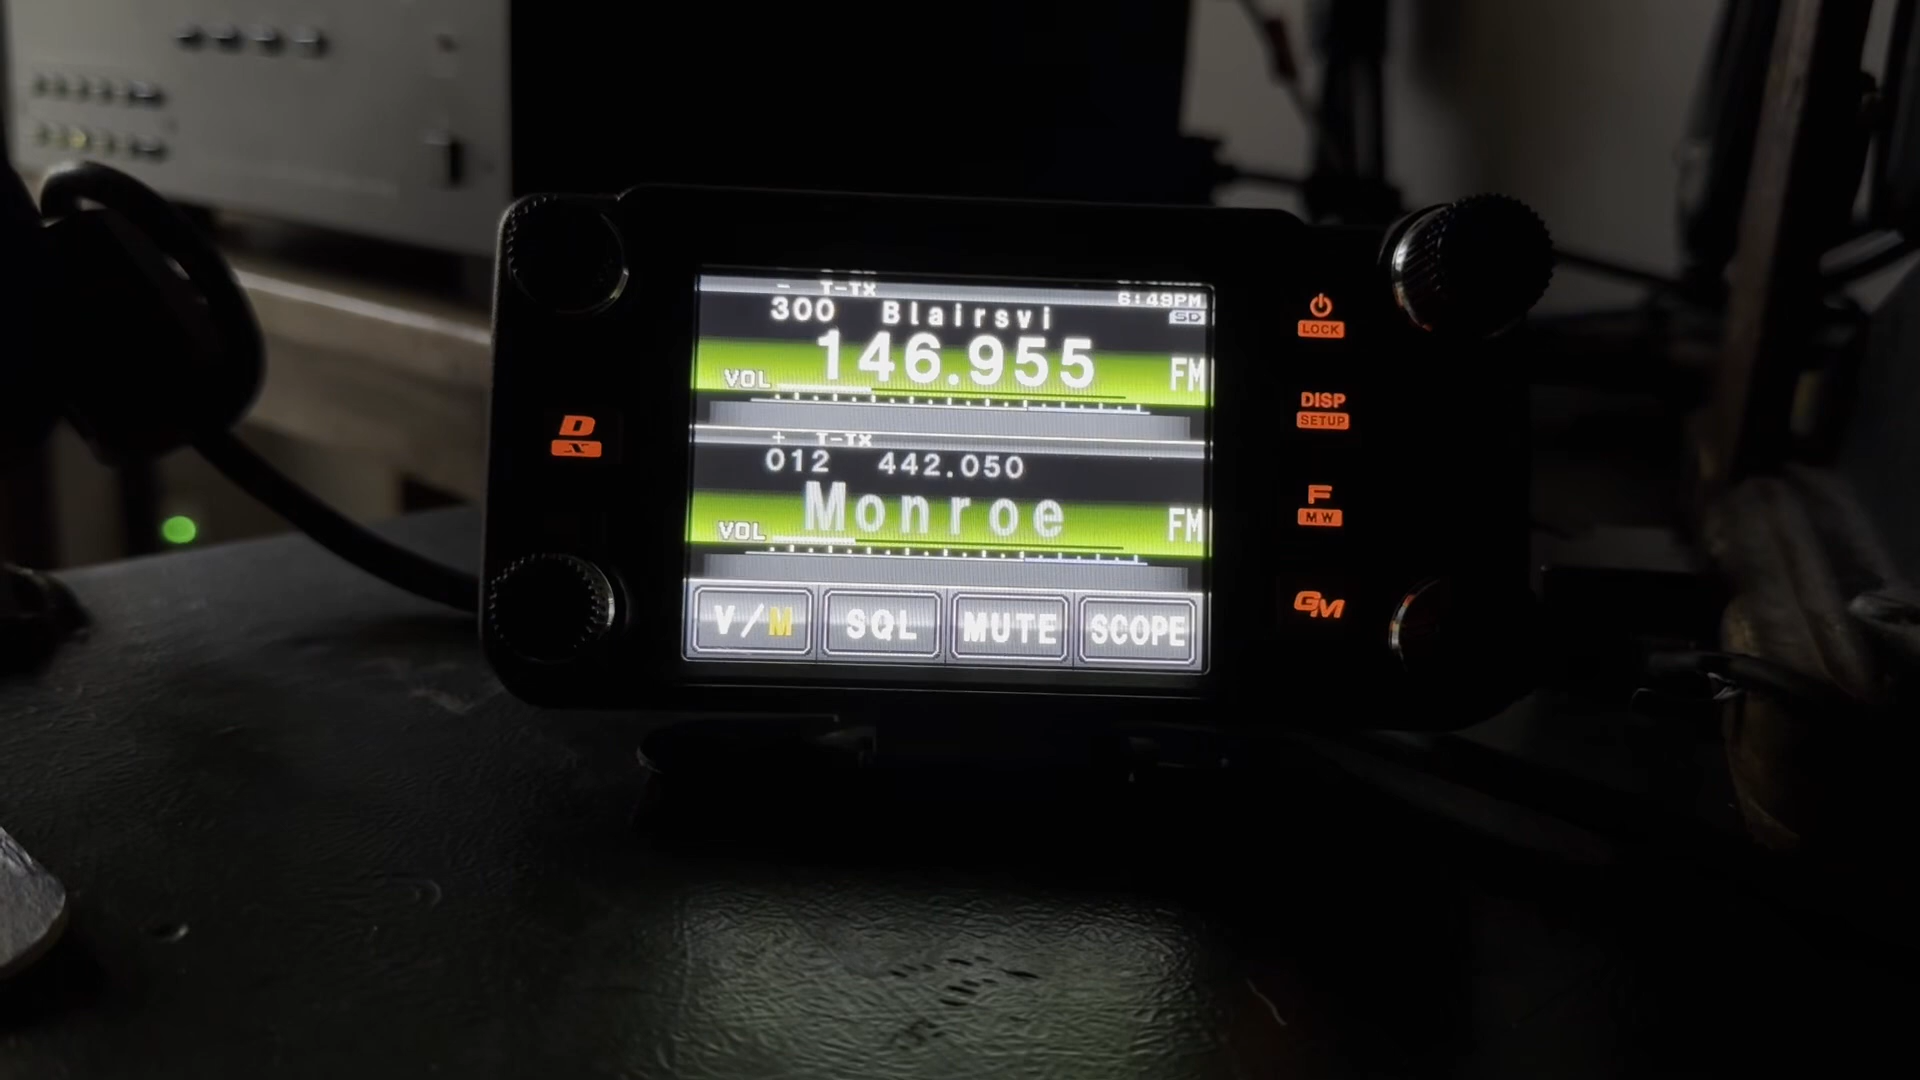 - T-TX 6:49PM
300 Blairsvi SD
146.955
VOL FM
+ T-TX
012 442.050
Monroe
VOL FM
V/M SQL MUTE SCOPE
D
X
LOCK
DISP
SETUP
F
MW
GM